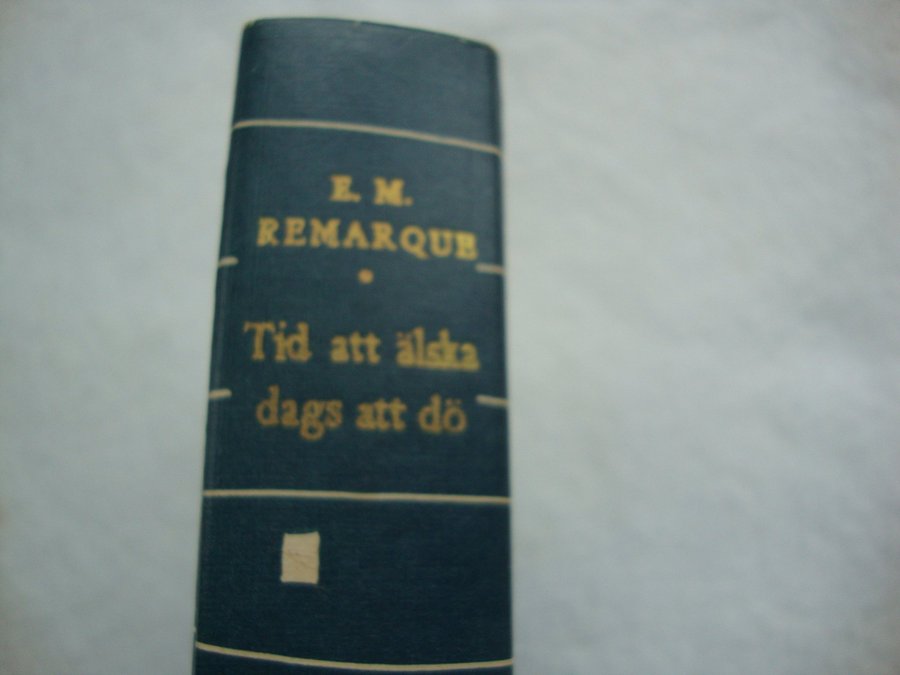 E. M.
REMARQUE
Tid att älska
dags att dö